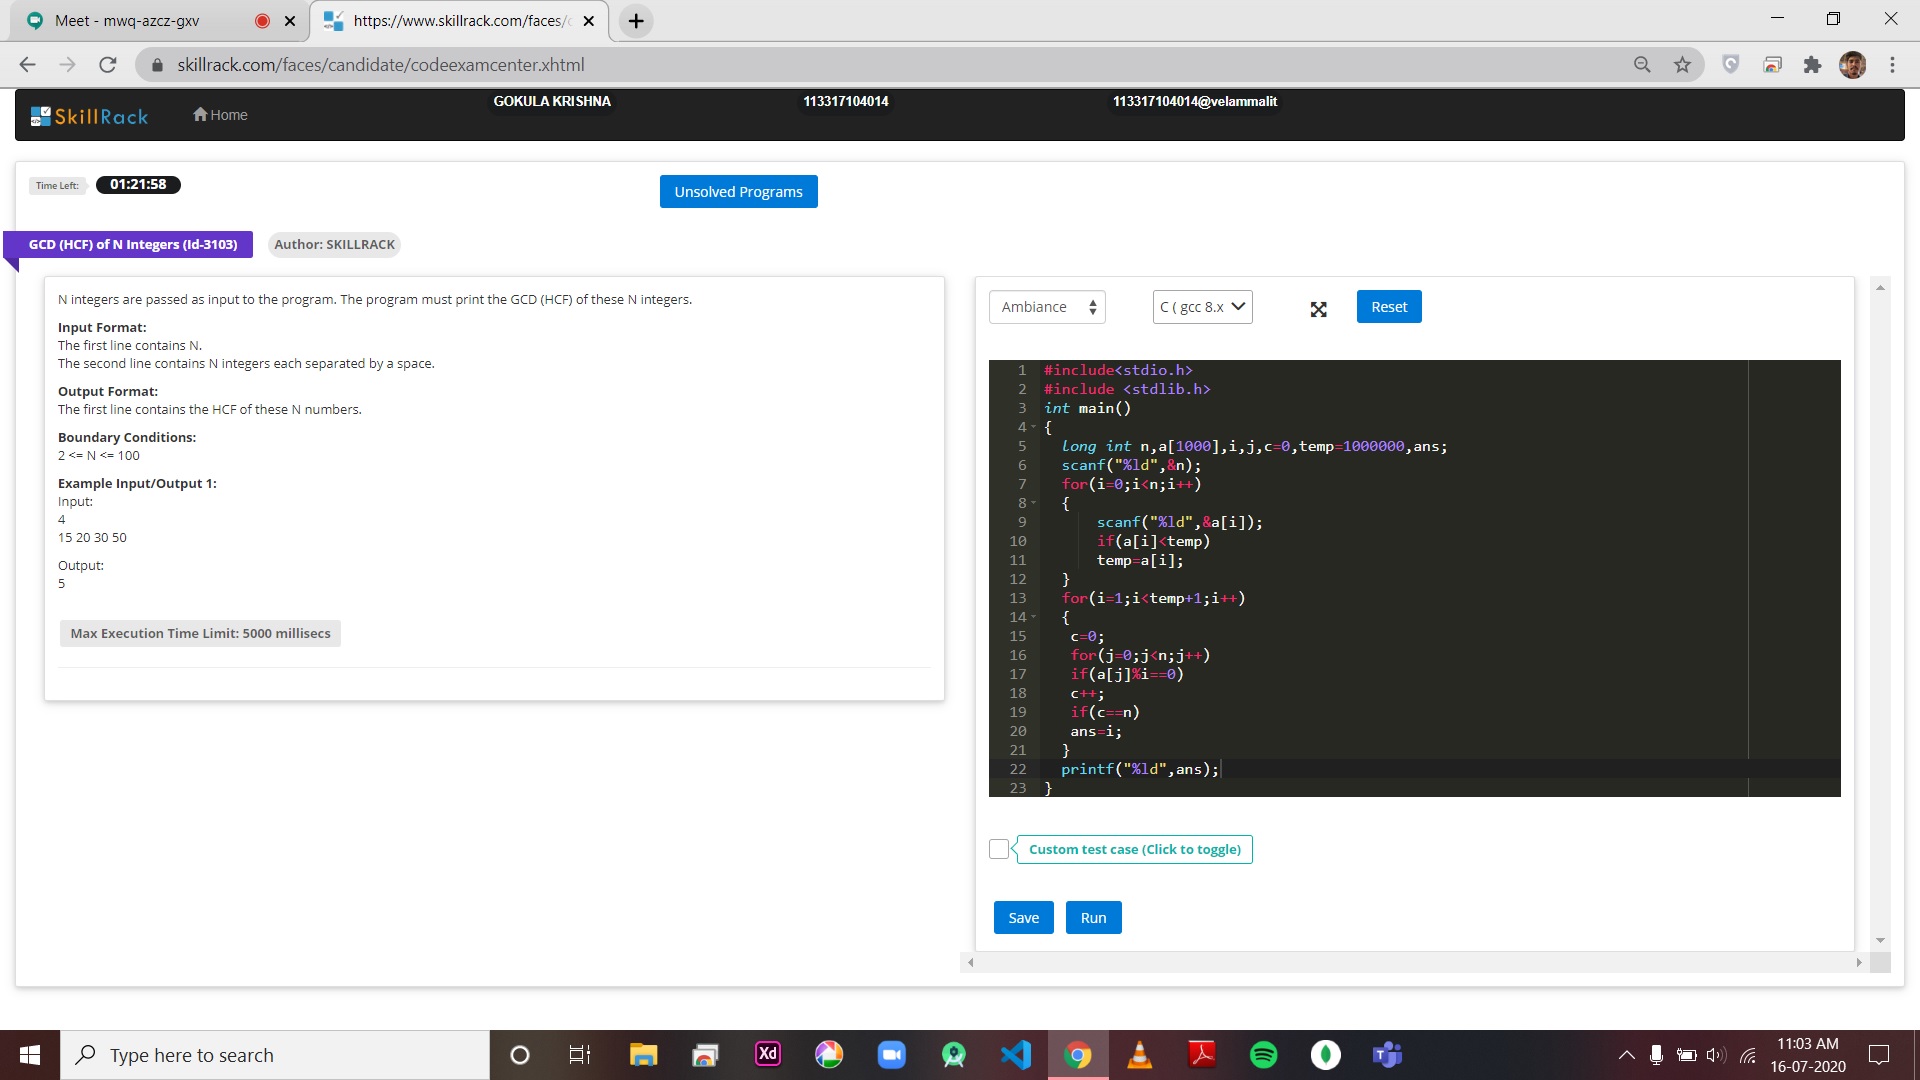 Meet - mwq-azcz-gxv
https://www.skillrack.com/faces/c
skillrack.com/faces/candidate/codeexamcenter.xhtml
SkillRack
Home
GOKULA KRISHNA
113317104014
113317104014@velammalit
Time Left:
01:21:58
Unsolved Programs
GCD (HCF) of N Integers (Id-3103)
Author: SKILLRACK
N integers are passed as input to the program. The program must print the GCD (HCF) of these N integers.
Input Format:
The first line contains N.
The second line contains N integers each separated by a space.
Output Format:
The first line contains the HCF of these N numbers.
Boundary Conditions:
2 <= N <= 100
Example Input/Output 1:
Input:
4
15 20 30 50
Output:
5
Max Execution Time Limit: 5000 millisecs
Ambiance
C ( gcc 8.x
Reset
1 #include<stdio.h>
2 #include <stdlib.h>
3 int main()
4 {
5 long int n,a[1000],i,j,c=0,temp=1000000,ans;
6 scanf("%ld",&n);
7 for(i=0;i<n;i++)
8 {
9 scanf("%ld",&a[i]);
10 if(a[i]<temp)
11 temp=a[i];
12 }
13 for(i=1;i<temp+1;i++)
14 {
15 c=0;
16 for(j=0;j<n;j++)
17 if(a[j]%i==0)
18 c++;
19 if(c==n)
20 ans=i;
21 }
22 printf("%ld",ans);
23 }
Custom test case (Click to toggle)
Save
Run
Type here to search
Xd
11:03 AM
16-07-2020